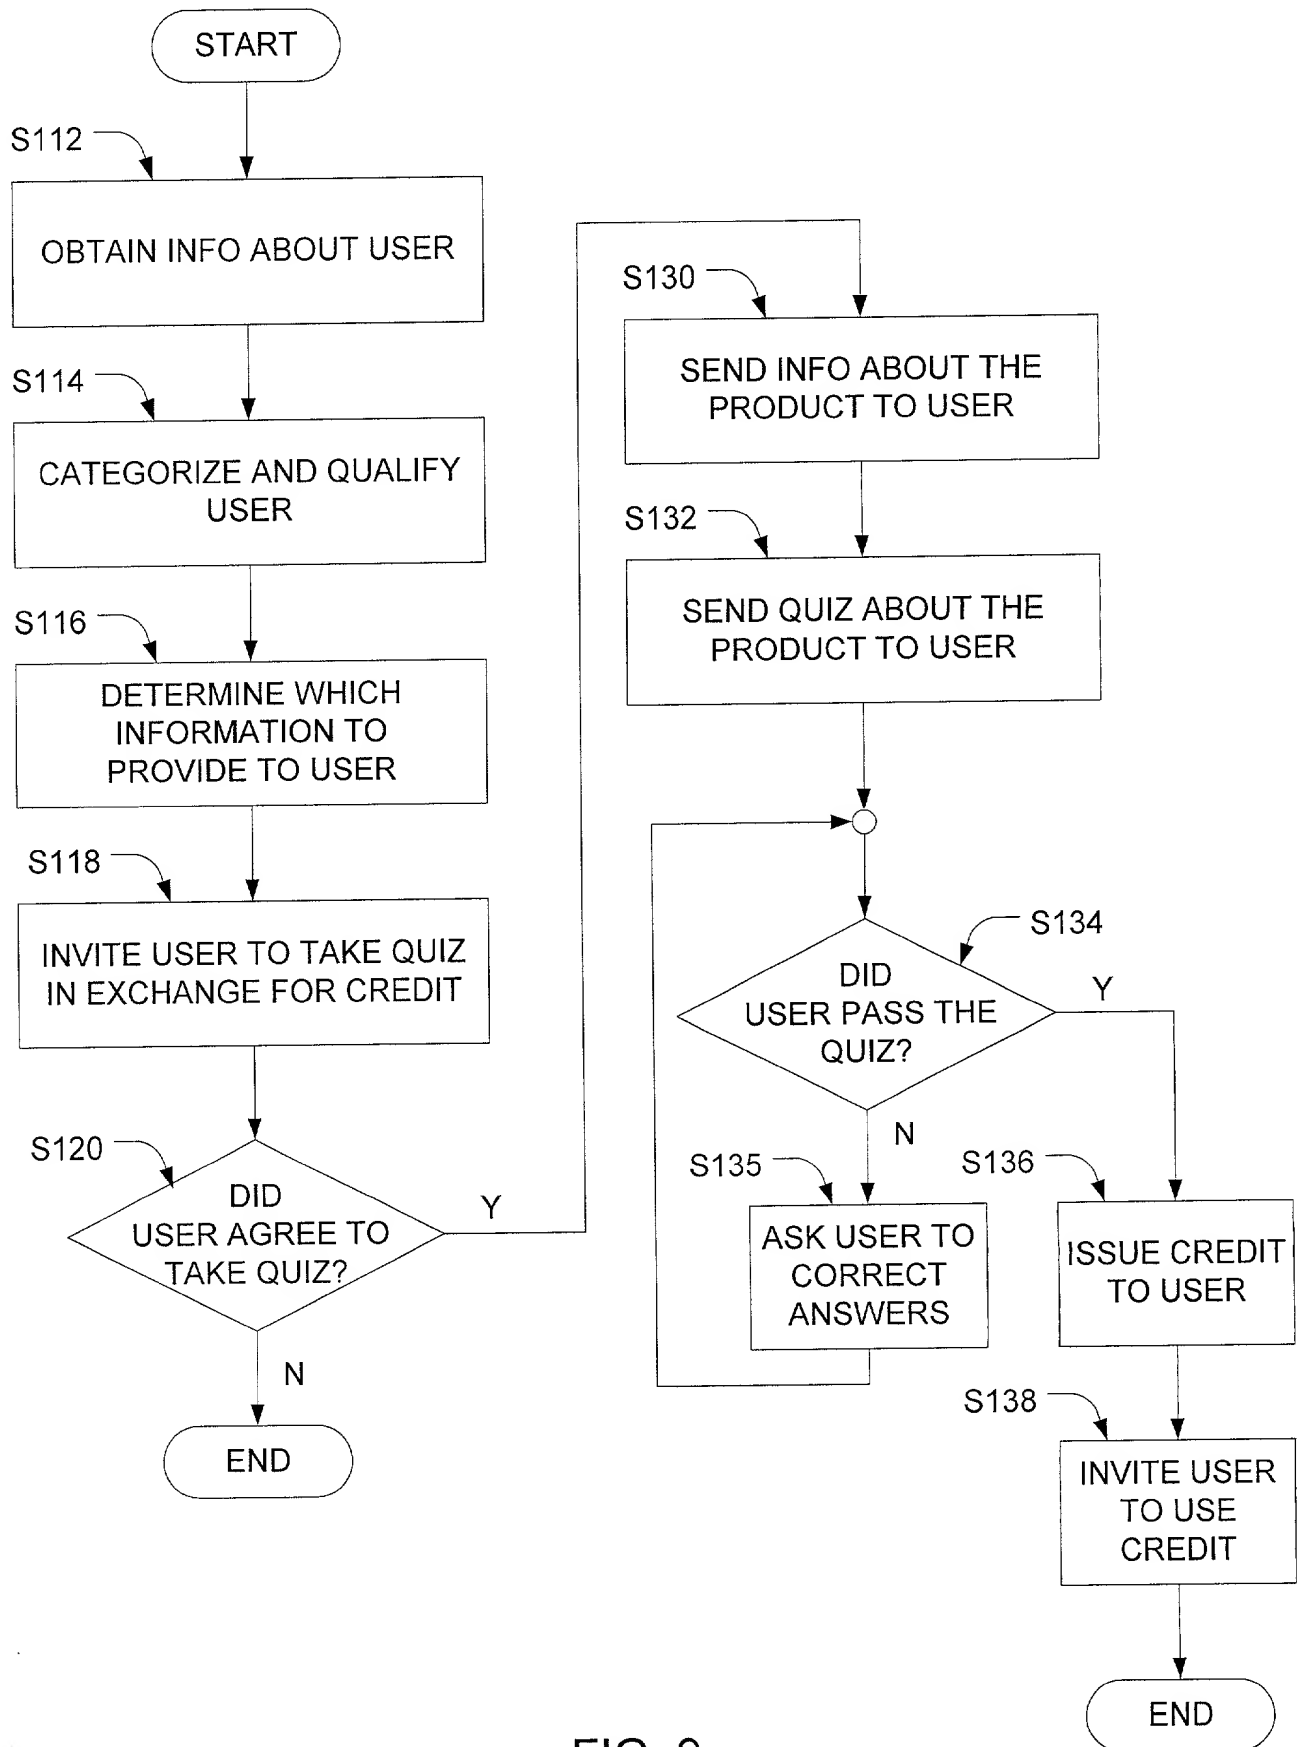 START
S112
OBTAIN INFO ABOUT USER
S114
CATEGORIZE AND QUALIFY
USER
S116
DETERMINE WHICH
INFORMATION TO
PROVIDE TO USER
S118
INVITE USER TO TAKE QUIZ
IN EXCHANGE FOR CREDIT
S120
DID
USER AGREE TO
TAKE QUIZ?
Y
N
END
S130
SEND INFO ABOUT THE
PRODUCT TO USER
S132
SEND QUIZ ABOUT THE
PRODUCT TO USER
S134
DID
USER PASS THE
QUIZ?
Y
N
S135
ASK USER TO
CORRECT
ANSWERS
S136
ISSUE CREDIT
TO USER
S138
INVITE USER
TO USE
CREDIT
END
FIG.